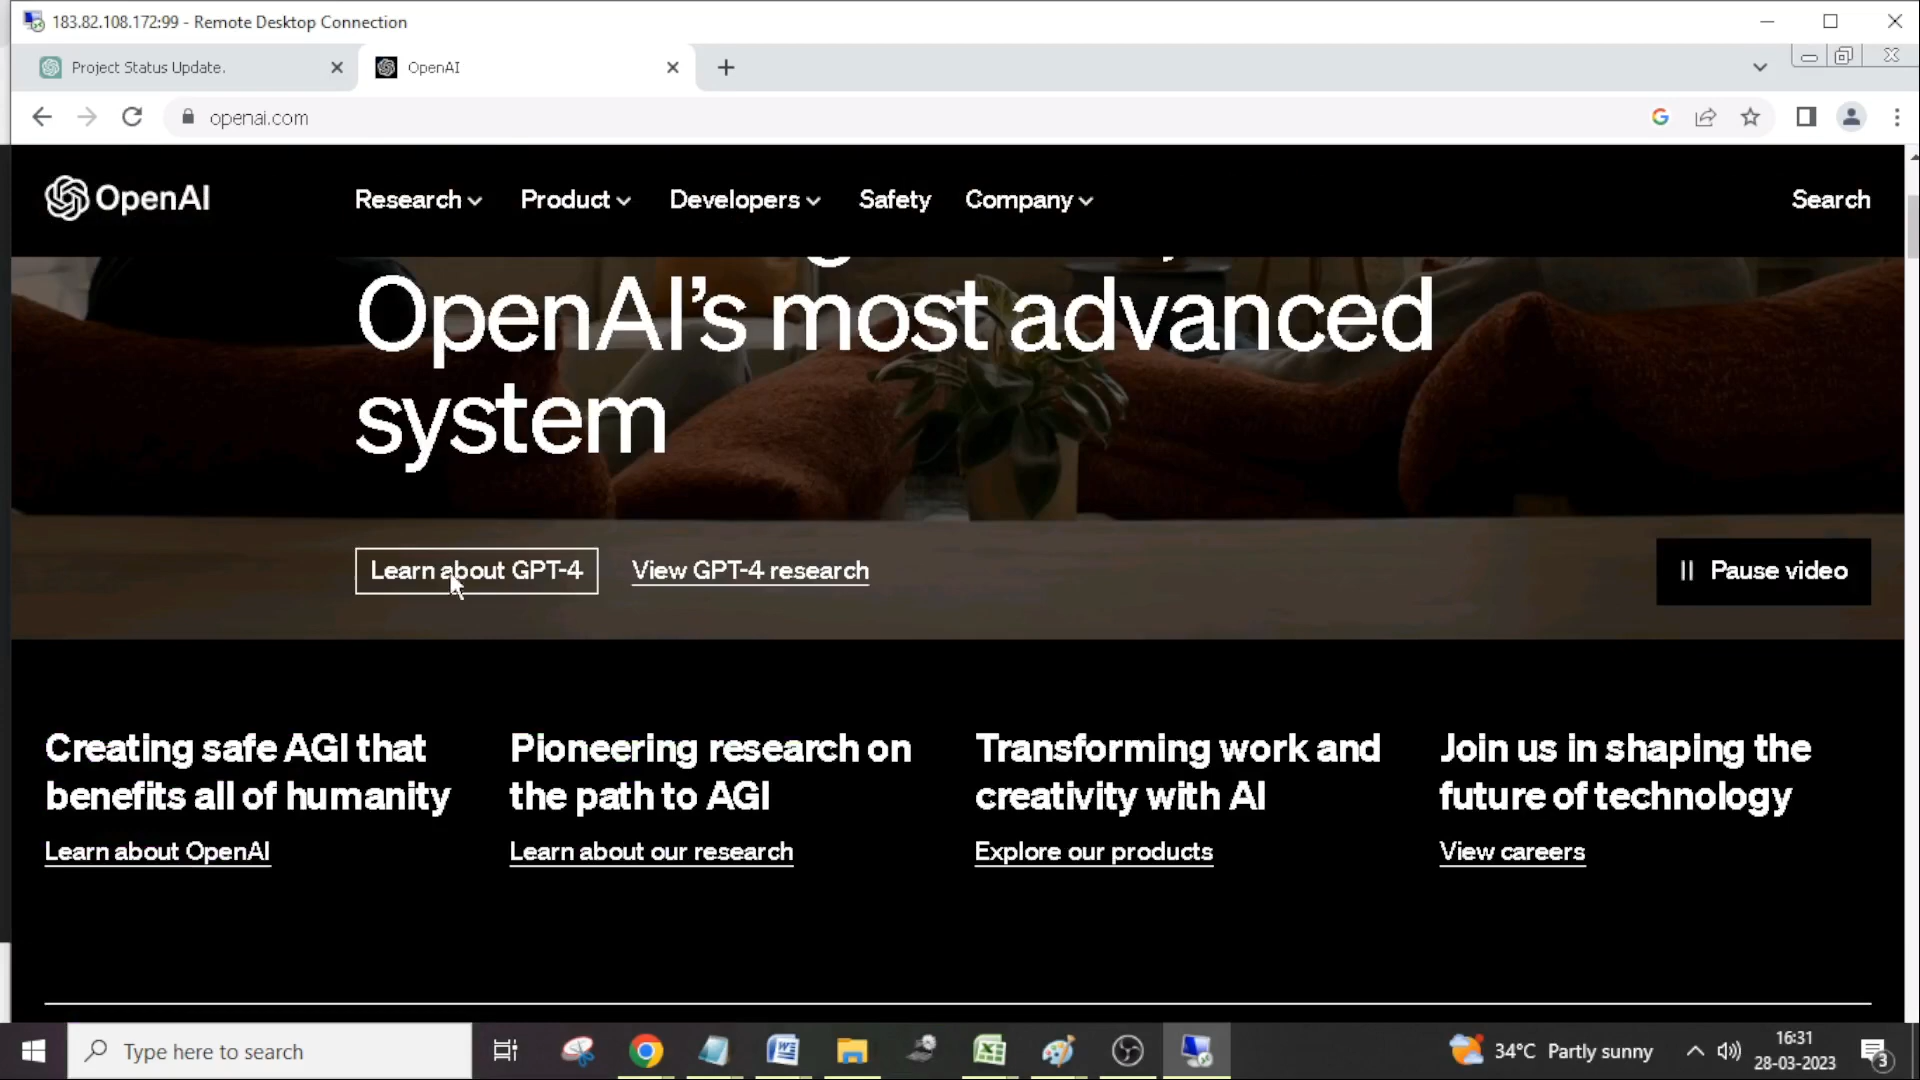 183.82.108.172:99 - Remote Desktop Connection
Project Status Update.
OpenAI
openai.com
OpenAI
Research
Product
Developers
Safety
Company
Search
OpenAI's most advanced
system
Learn about GPT-4
View GPT-4 research
Pause video
Creating safe AGI that
benefits all of humanity
Learn about OpenAI
Pioneering research on
the path to AGI
Learn about our research
Transforming work and
creativity with AI
Explore our products
Join us in shaping the
future of technology
View careers
Type here to search
34°C Partly sunny
16:31
28-03-2023
3